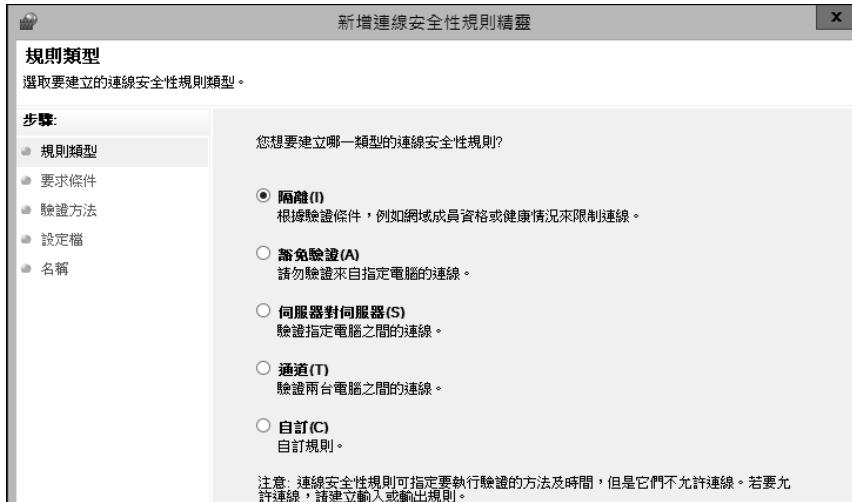 新增連線安全性規則精靈
x
規則類型
選取要建立的連線安全性規則類型。
步驟:
規則類型
要求條件
驗證方法
設定檔
名稱
您想要建立哪一類型的連線安全性規則?
隔離(I)
根據驗證條件，例如網域成員資格或健康情況來限制連線。
豁免驗證(A)
請勿驗證來自指定電腦的連線。
伺服器對伺服器(S)
驗證指定電腦之間的連線。
通道(T)
驗證兩台電腦之間的連線。
自訂(C)
自訂規則。
注意: 連線安全性規則可指定要執行驗證的方法及時間，但是它們不允許連線。若要允
許連線，請建立輸入或輸出規則。